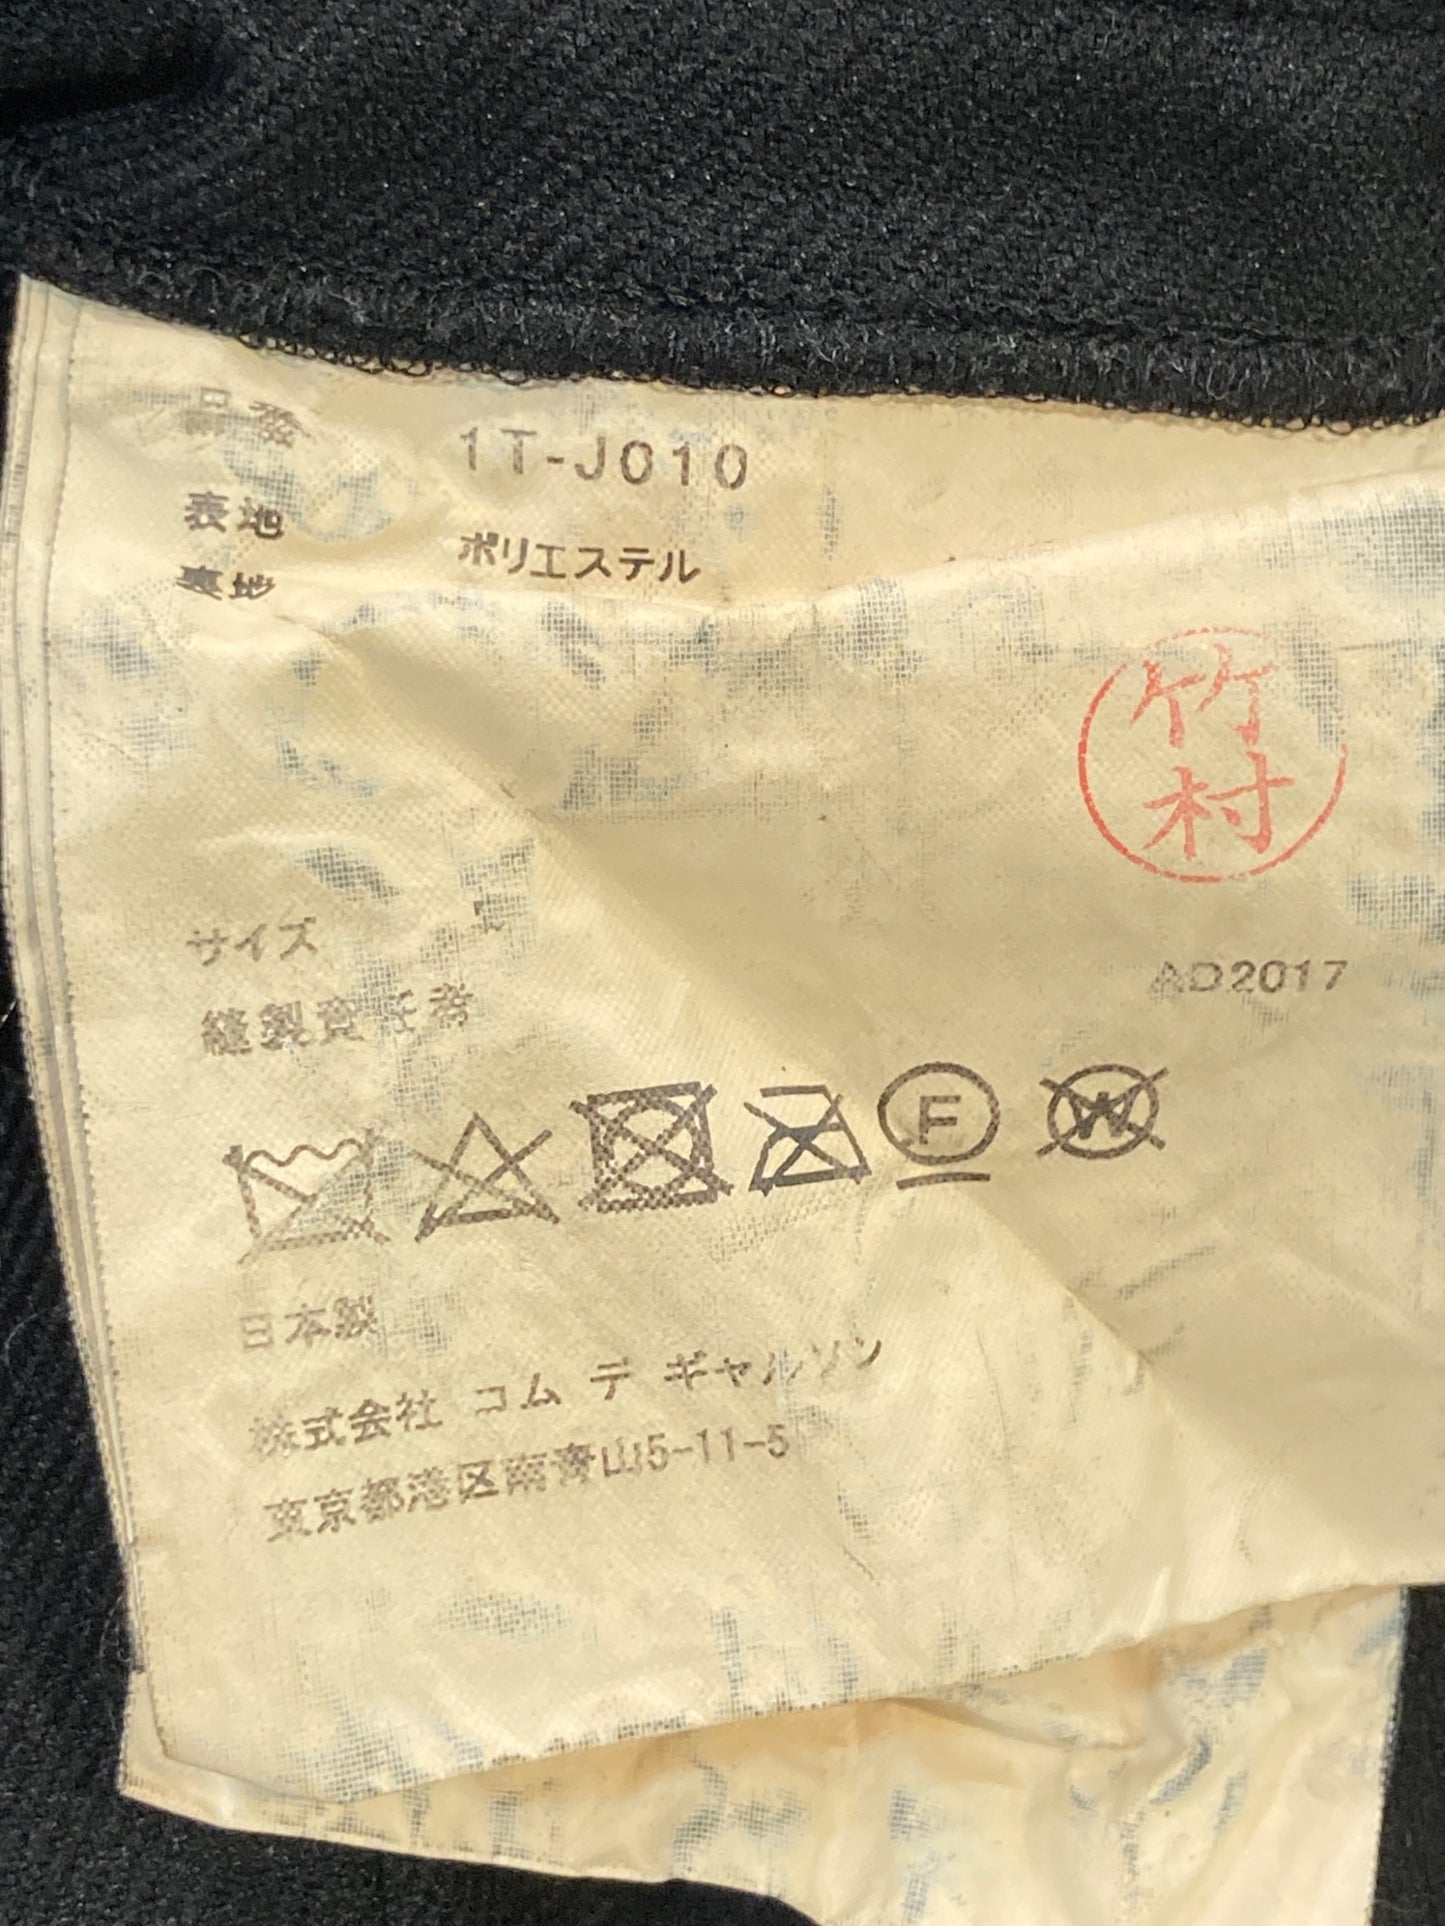 品番 1T-J010
表地 ポリエステル
裏地
竹村
サイズ
AD2017
縫製責任者
F
W
日本製
株式会社 コム デ ギャルソン
東京都港区南青山5-11-5